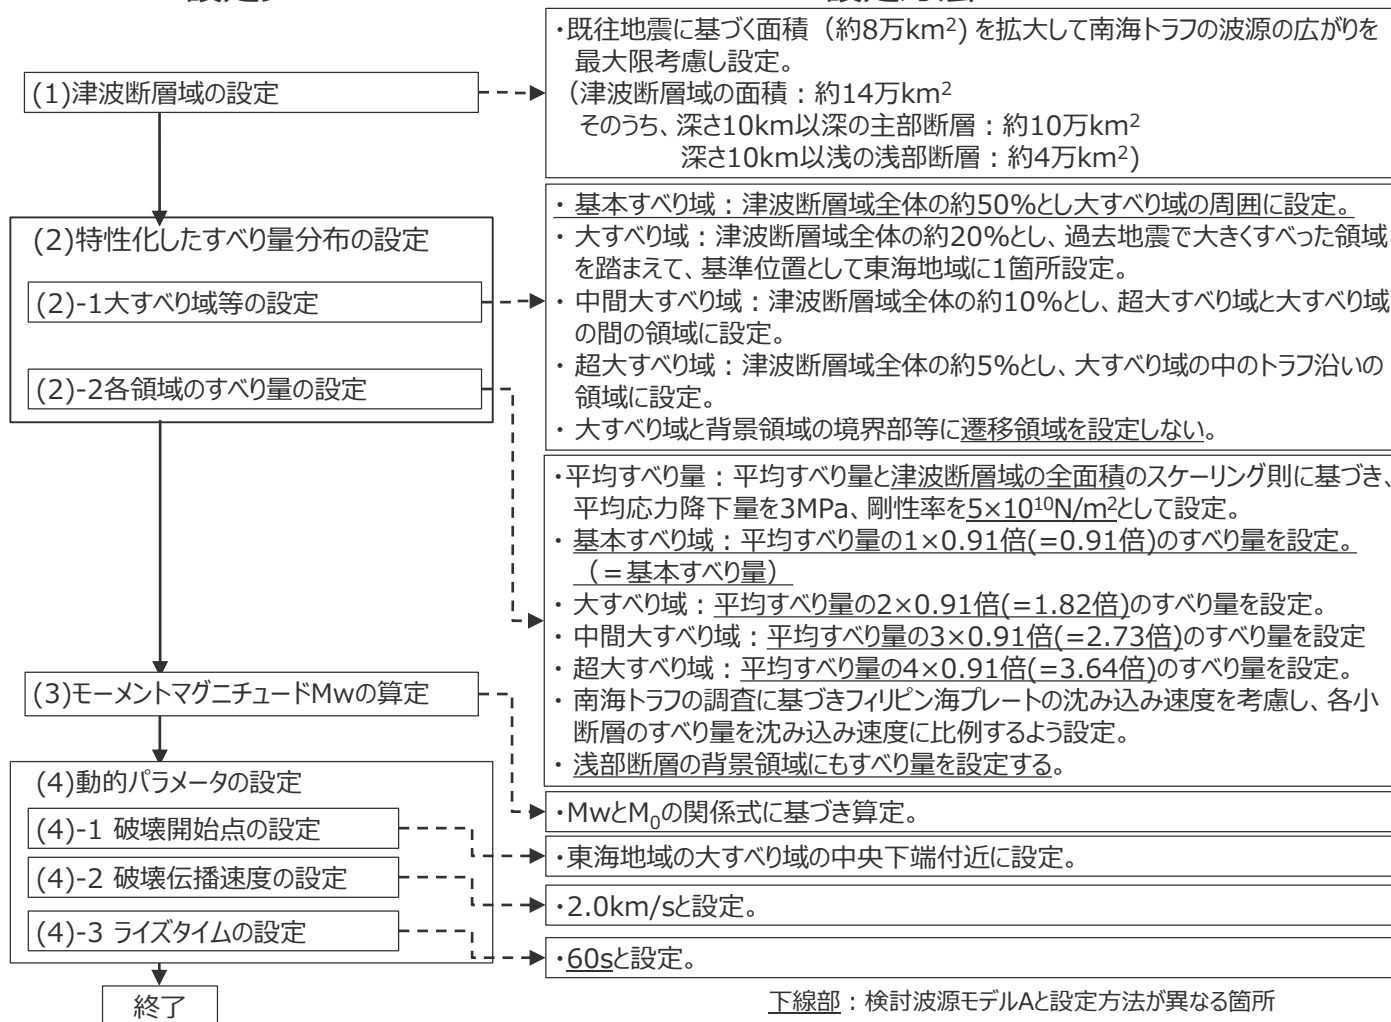 (1)津波断層域の設定
・既往地震に基づく面積（約8万km²）を拡大して南海トラフの波源の広がりを
最大限考慮し設定。
（津波断層域の面積：約14万km²
そのうち、深さ10km以深の主部断層：約10万km²
深さ10km以浅の浅部断層：約4万km²)
(2)特性化したすべり量分布の設定
(2)-1大すべり域等の設定
・基本すべり域：津波断層域全体の約50%とし大すべり域の周囲に設定。
・大すべり域：津波断層域全体の約20%とし、過去地震で大きくすべった領域
を踏まえて、基準位置として東海地域に1箇所設定。
・中間大すべり域：津波断層域全体の約10%とし、超大すべり域と大すべり域
の間の領域に設定。
・超大すべり域：津波断層域全体の約5%とし、大すべり域の中のトラフ沿いの
領域に設定。
・大すべり域と背景領域の境界部等に遷移領域を設定しない。
(2)-2各領域のすべり量の設定
・平均すべり量：平均すべり量と津波断層域の全面積のスケーリング則に基づき、
平均応力降下量を3MPa、剛性率を5×10¹⁰N/m²として設定。
・基本すべり域：平均すべり量の1×0.91倍(=0.91倍)のすべり量を設定。
（=基本すべり量）
・大すべり域：平均すべり量の2×0.91倍(=1.82倍)のすべり量を設定。
・中間大すべり域：平均すべり量の3×0.91倍(=2.73倍)のすべり量を設定
・超大すべり域：平均すべり量の4×0.91倍(=3.64倍)のすべり量を設定。
・南海トラフの調査に基づきフィリピン海プレートの沈み込み速度を考慮し、各小
断層のすべり量を沈み込み速度に比例するよう設定。
・浅部断層の背景領域にもすべり量を設定する。
(3)モーメントマグニチュードMwの算定
・MwとM₀の関係式に基づき算定。
(4)動的パラメータの設定
(4)-1 破壊開始点の設定
・東海地域の大すべり域の中央下端付近に設定。
(4)-2 破壊伝播速度の設定
・2.0km/sと設定。
(4)-3 ライズタイムの設定
・60sと設定。
終了
下線部：検討波源モデルAと設定方法が異なる箇所